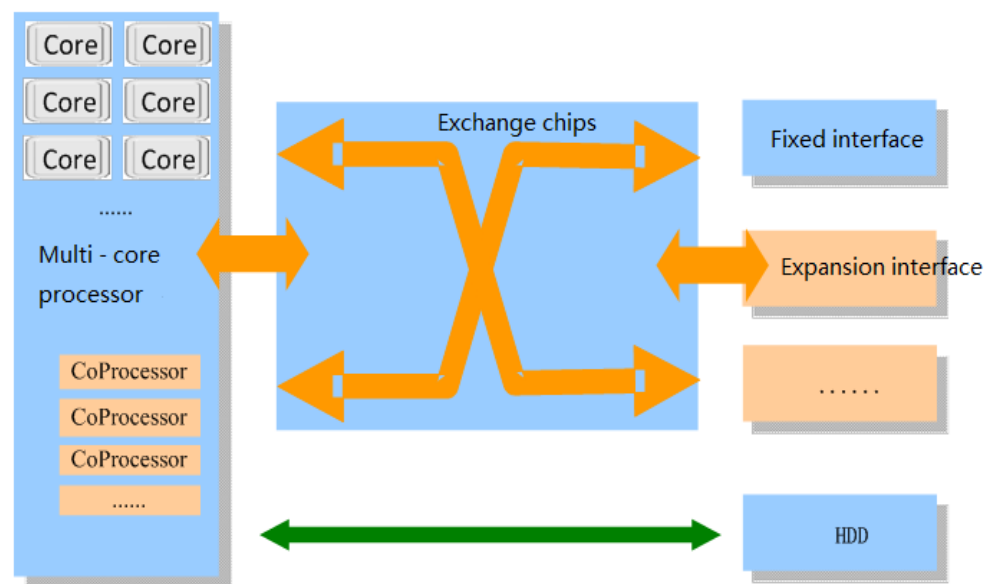 Core Core
Core Core
Core Core
......
Multi - core
processor
CoProcessor
CoProcessor
CoProcessor
......
Exchange chips
Fixed interface
Expansion interface
......
HDD